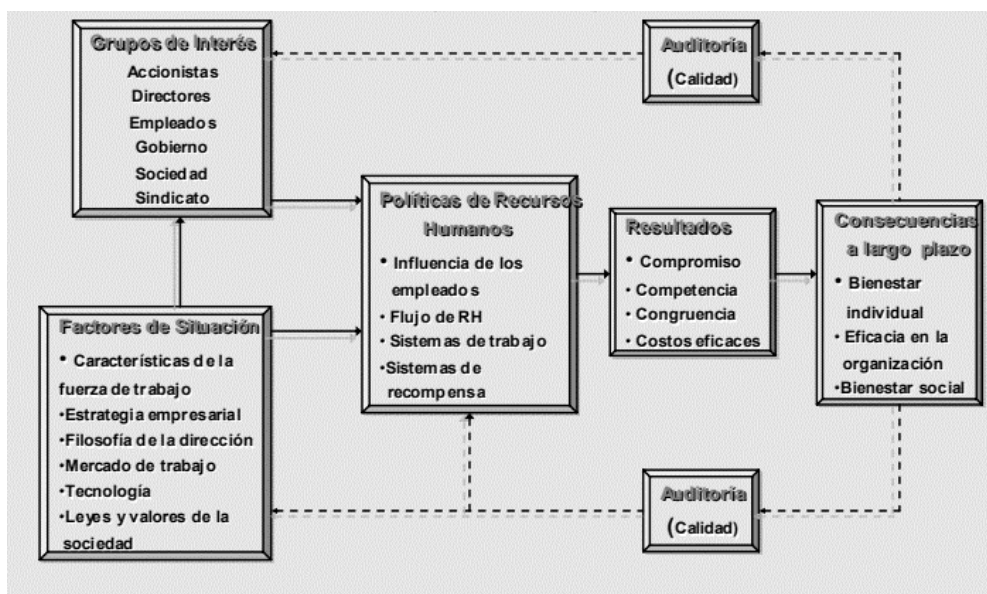 Grupos de Interés
Accionistas
Directores
Empleados
Gobierno
Sociedad
Sindicato
Auditoría
(Calidad)
Políticas de Recursos
Humanos
• Influencia de los
empleados
• Flujo de RH
• Sistemas de trabajo
•Sistemas de
recompensa
Resultados
• Compromiso
• Competencia
• Congruencia
• Costos eficaces
Consecuencias
a largo plazo
• Bienestar
individual
• Eficacia en la
organización
•Bienestar social
Factores de Situación
• Características de la
fuerza de trabajo
•Estrategia empresarial
•Filosofía de la dirección
•Mercado de trabajo
•Tecnología
•Leyes y valores de la
sociedad
Auditoría
(Calidad)